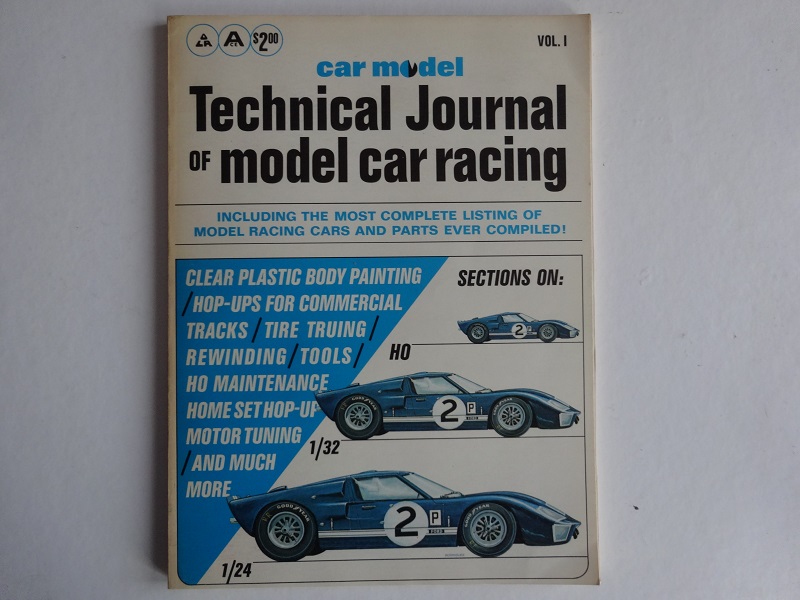 $2.00
VOL. I
car model
Technical Journal
OF model car racing
INCLUDING THE MOST COMPLETE LISTING OF
MODEL RACING CARS AND PARTS EVER COMPILED!
CLEAR PLASTIC BODY PAINTING
/HOP-UPS FOR COMMERCIAL
TRACKS/TIRE TRUING/
REWINDING/TOOLS/
HO MAINTENANCE
HOME SET HOP-UP
MOTOR TUNING
/AND MUCH
MORE
SECTIONS ON:
HO
2
1/32
2
P
GOODYEAR
1/24
2
P
GOODYEAR
GOODYEAR